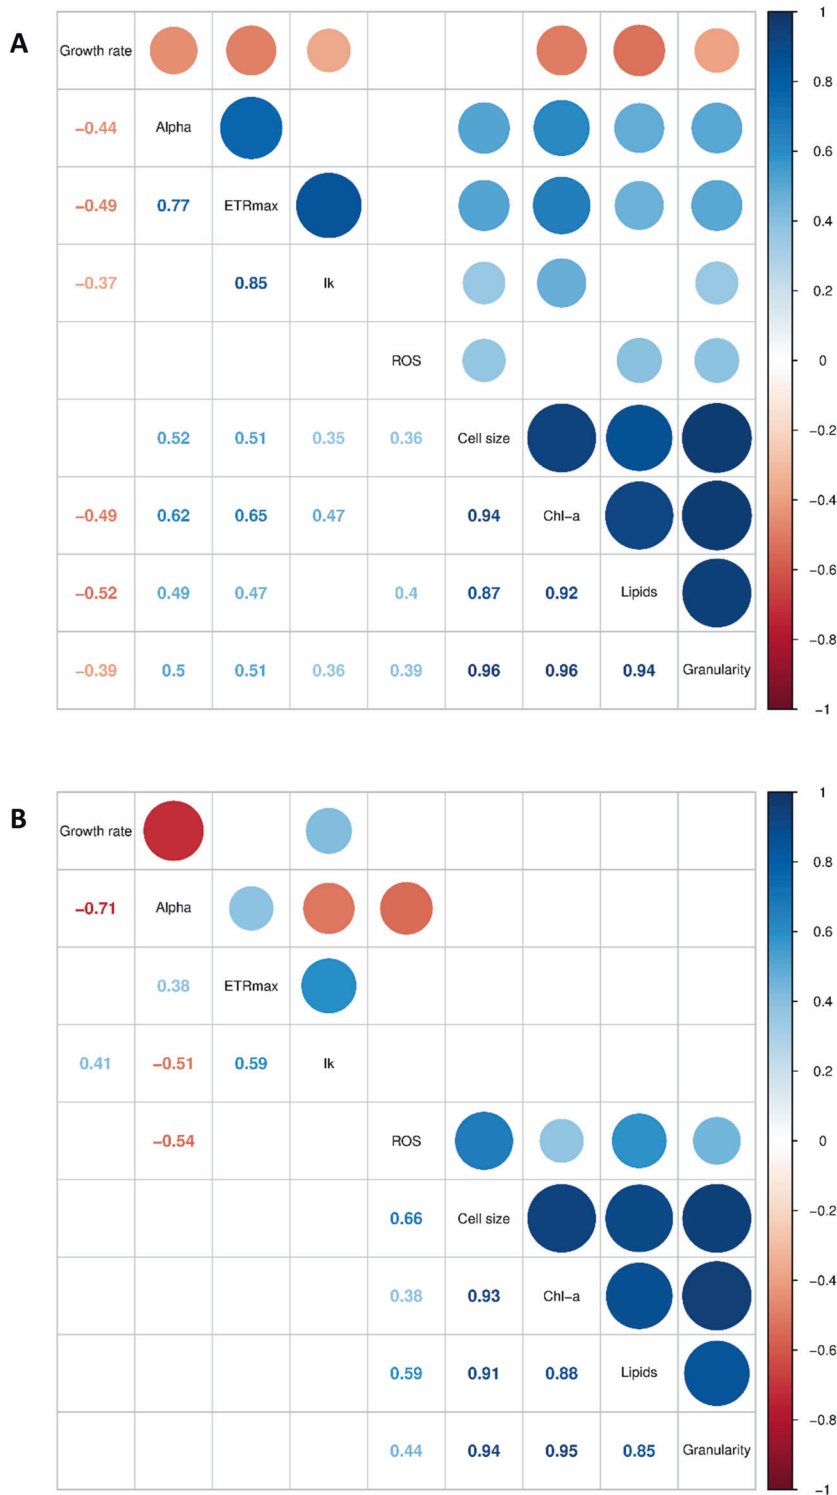 A
Growth rate
−0.44 Alpha
−0.49 0.77 ETRmax
−0.37 0.85 Ik
ROS
0.52 0.51 0.35 0.36 Cell size
−0.49 0.62 0.65 0.47 0.94 Chl−a
−0.52 0.49 0.47 0.4 0.87 0.92 Lipids
−0.39 0.5 0.51 0.36 0.39 0.96 0.96 0.94 Granularity
1
0.8
0.6
0.4
0.2
0
−0.2
−0.4
−0.6
−0.8
−1
B
Growth rate
−0.71 Alpha
0.38 ETRmax
0.41 −0.51 0.59 Ik
−0.54 ROS
0.66 Cell size
0.38 0.93 Chl−a
0.59 0.91 0.88 Lipids
0.44 0.94 0.95 0.85 Granularity
1
0.8
0.6
0.4
0.2
0
−0.2
−0.4
−0.6
−0.8
−1